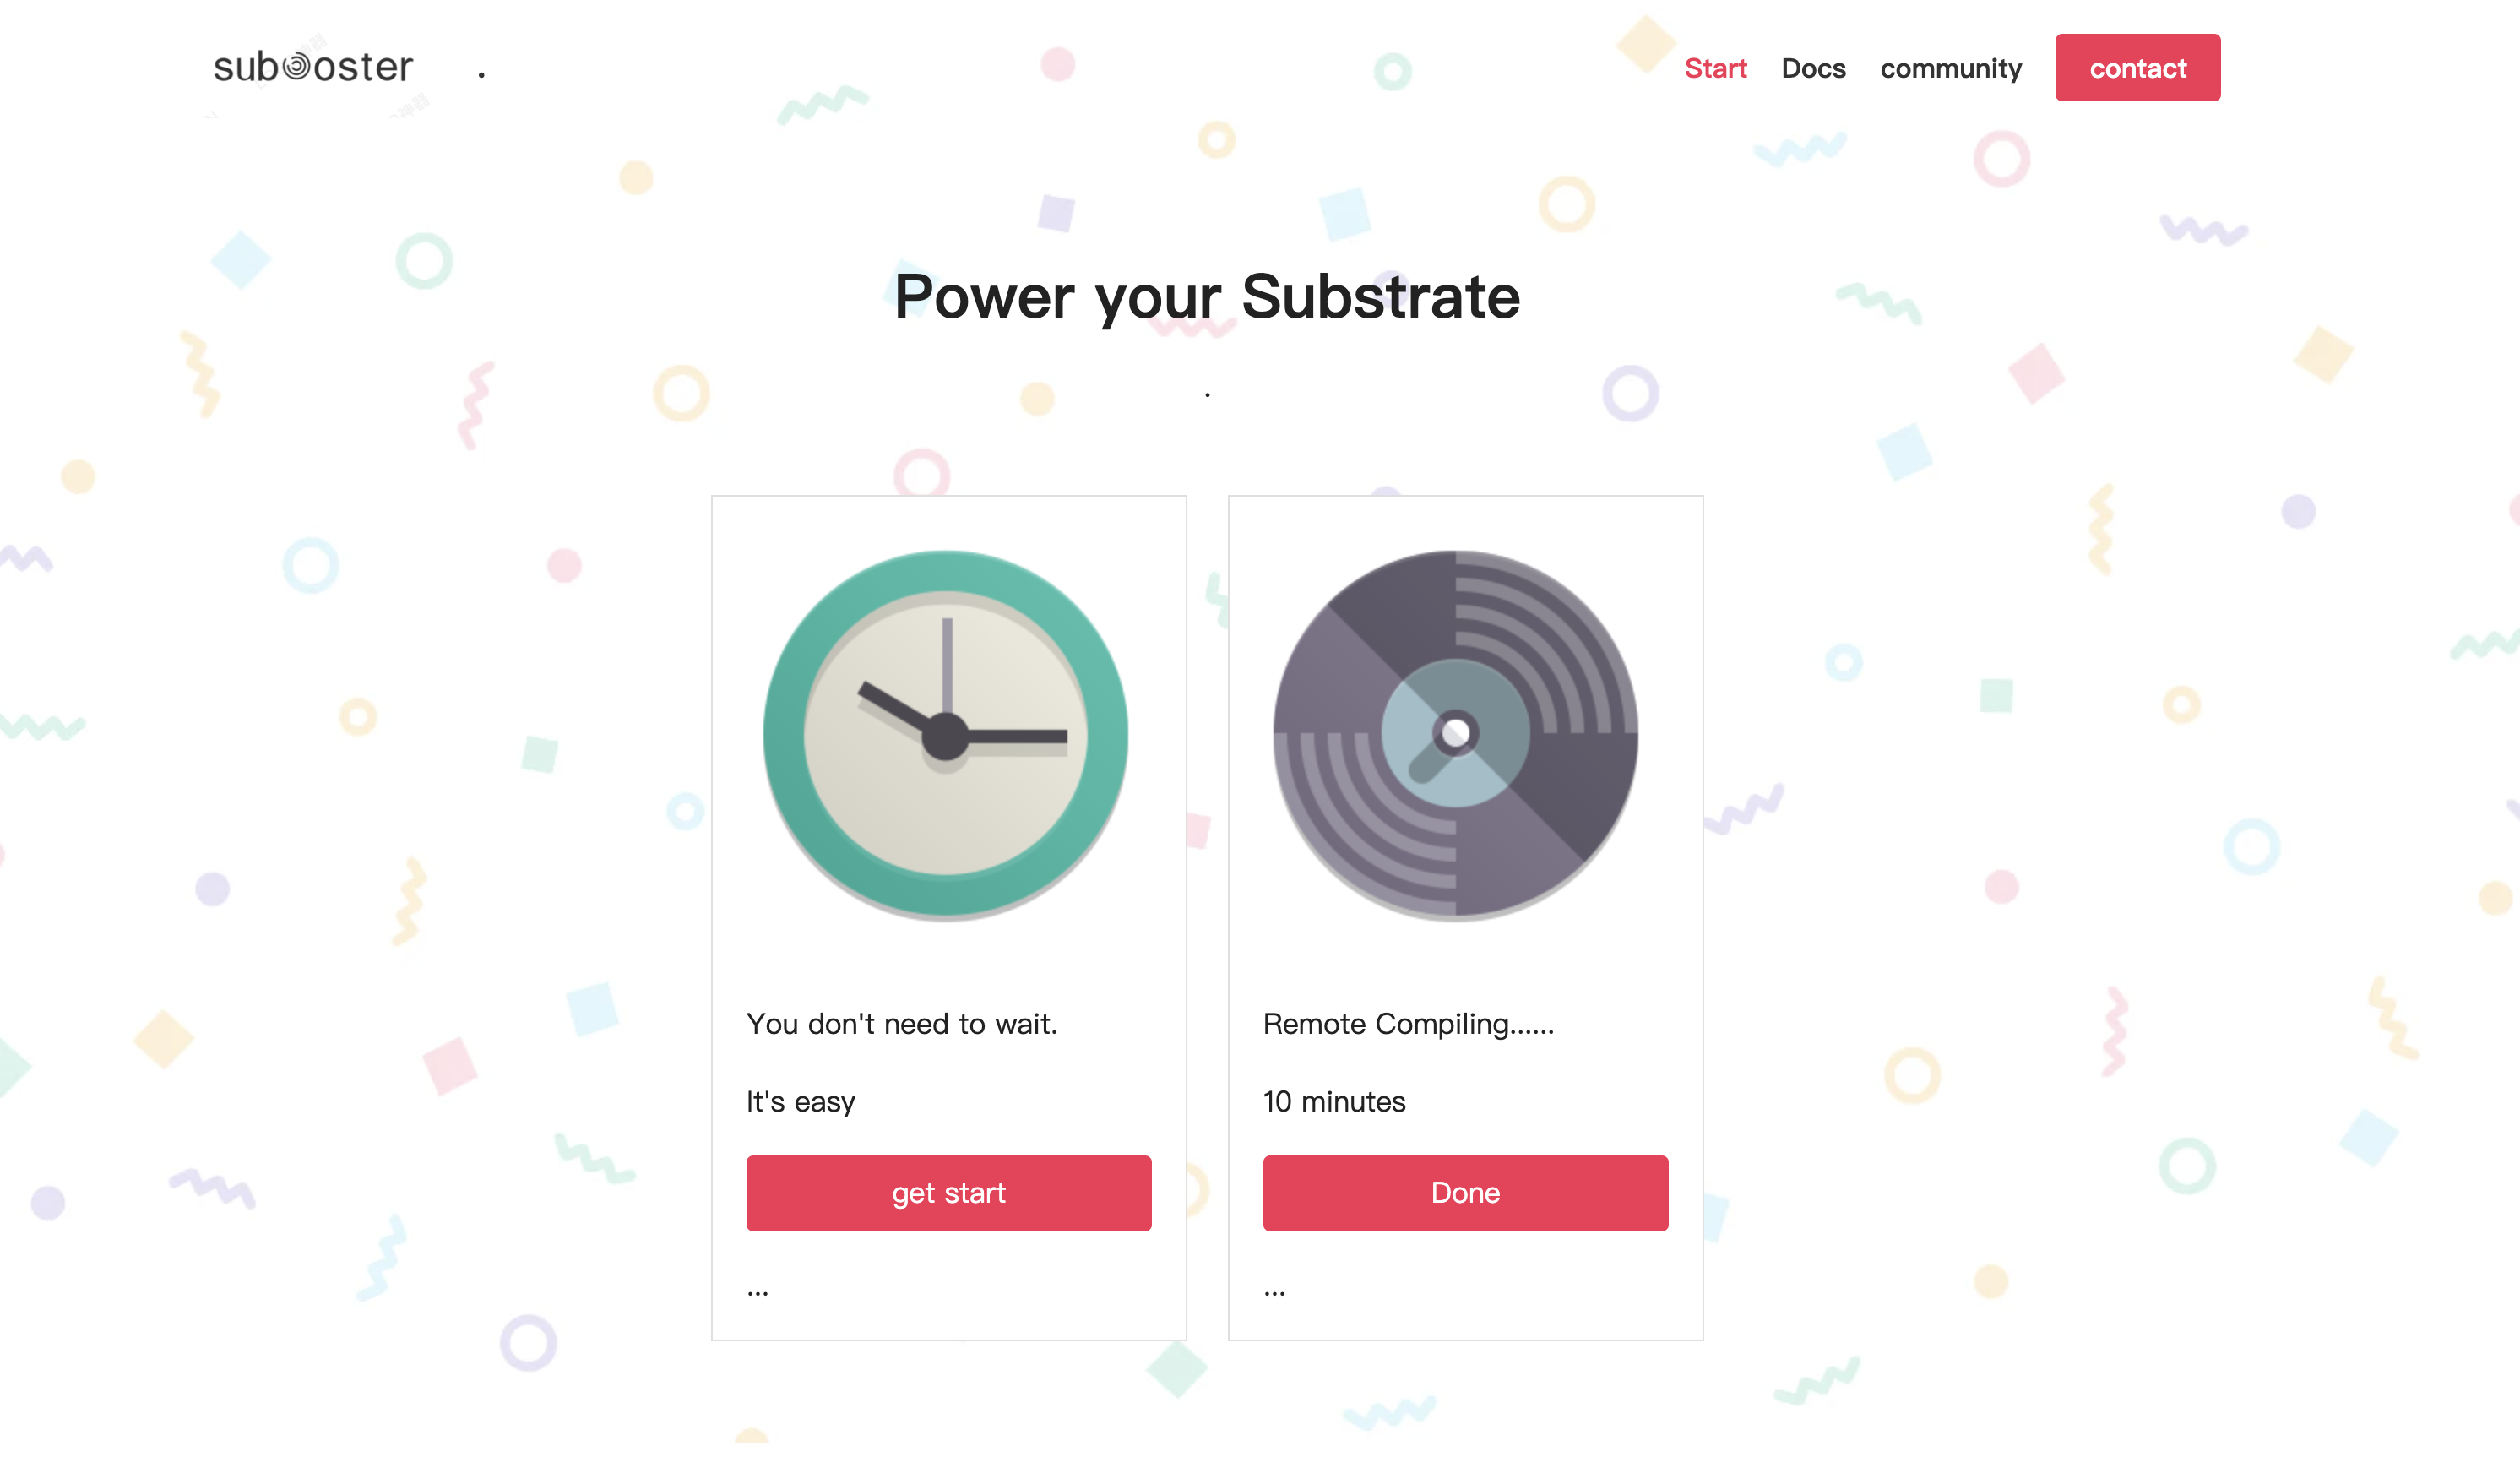 subooster
.
Start
Docs
community
contact
Power your Substrate
.
You don't need to wait.
It's easy
get start
...
Remote Compiling......
10 minutes
Done
...